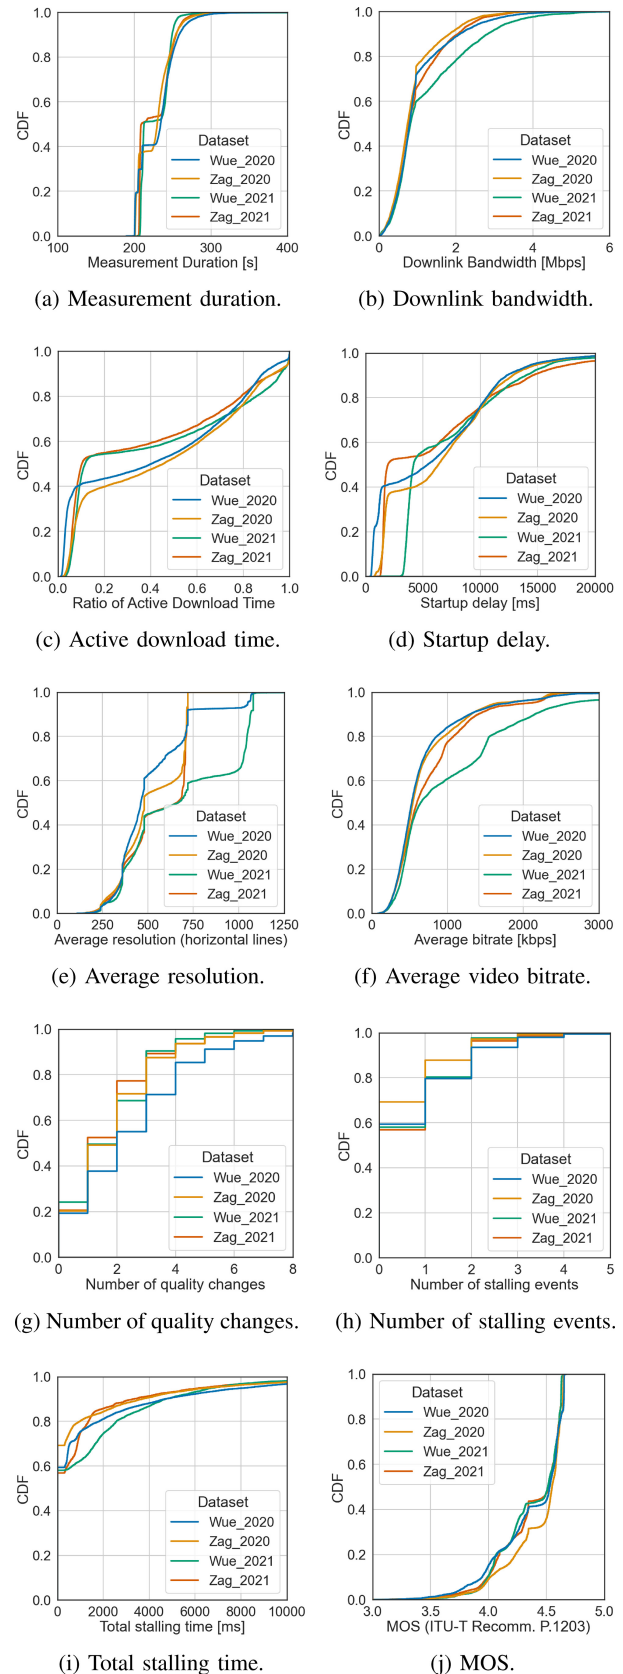 1.0
0.8
0.6
0.4
0.2
0.0
CDF
Dataset
Wue_2020
Zag_2020
Wue_2021
Zag_2021
100 200 300 400
Measurement Duration [s]
(a) Measurement duration.
1.0
0.8
0.6
0.4
0.2
0.0
CDF
Dataset
Wue_2020
Zag_2020
Wue_2021
Zag_2021
0 2 4 6
Downlink Bandwidth [Mbps]
(b) Downlink bandwidth.
1.0
0.8
0.6
0.4
0.2
0.0
CDF
Dataset
Wue_2020
Zag_2020
Wue_2021
Zag_2021
0.0 0.2 0.4 0.6 0.8 1.0
Ratio of Active Download Time
(c) Active download time.
1.0
0.8
0.6
0.4
0.2
0.0
CDF
Dataset
Wue_2020
Zag_2020
Wue_2021
Zag_2021
0 5000 10000 15000 20000
Startup delay [ms]
(d) Startup delay.
1.0
0.8
0.6
0.4
0.2
0.0
CDF
Dataset
Wue_2020
Zag_2020
Wue_2021
Zag_2021
0 250 500 750 1000 1250
Average resolution (horizontal lines)
(e) Average resolution.
1.0
0.8
0.6
0.4
0.2
0.0
CDF
Dataset
Wue_2020
Zag_2020
Wue_2021
Zag_2021
0 1000 2000 3000
Average bitrate [kbps]
(f) Average video bitrate.
1.0
0.8
0.6
0.4
0.2
0.0
CDF
Dataset
Wue_2020
Zag_2020
Wue_2021
Zag_2021
0 2 4 6 8
Number of quality changes
(g) Number of quality changes.
1.0
0.8
0.6
0.4
0.2
0.0
CDF
Dataset
Wue_2020
Zag_2020
Wue_2021
Zag_2021
0 1 2 3 4 5
Number of stalling events
(h) Number of stalling events.
1.0
0.8
0.6
0.4
0.2
0.0
CDF
Dataset
Wue_2020
Zag_2020
Wue_2021
Zag_2021
0 2000 4000 6000 8000 10000
Total stalling time [ms]
(i) Total stalling time.
1.0
0.8
0.6
0.4
0.2
0.0
CDF
Dataset
Wue_2020
Zag_2020
Wue_2021
Zag_2021
3.0 3.5 4.0 4.5 5.0
MOS (ITU-T Recomm. P.1203)
(j) MOS.